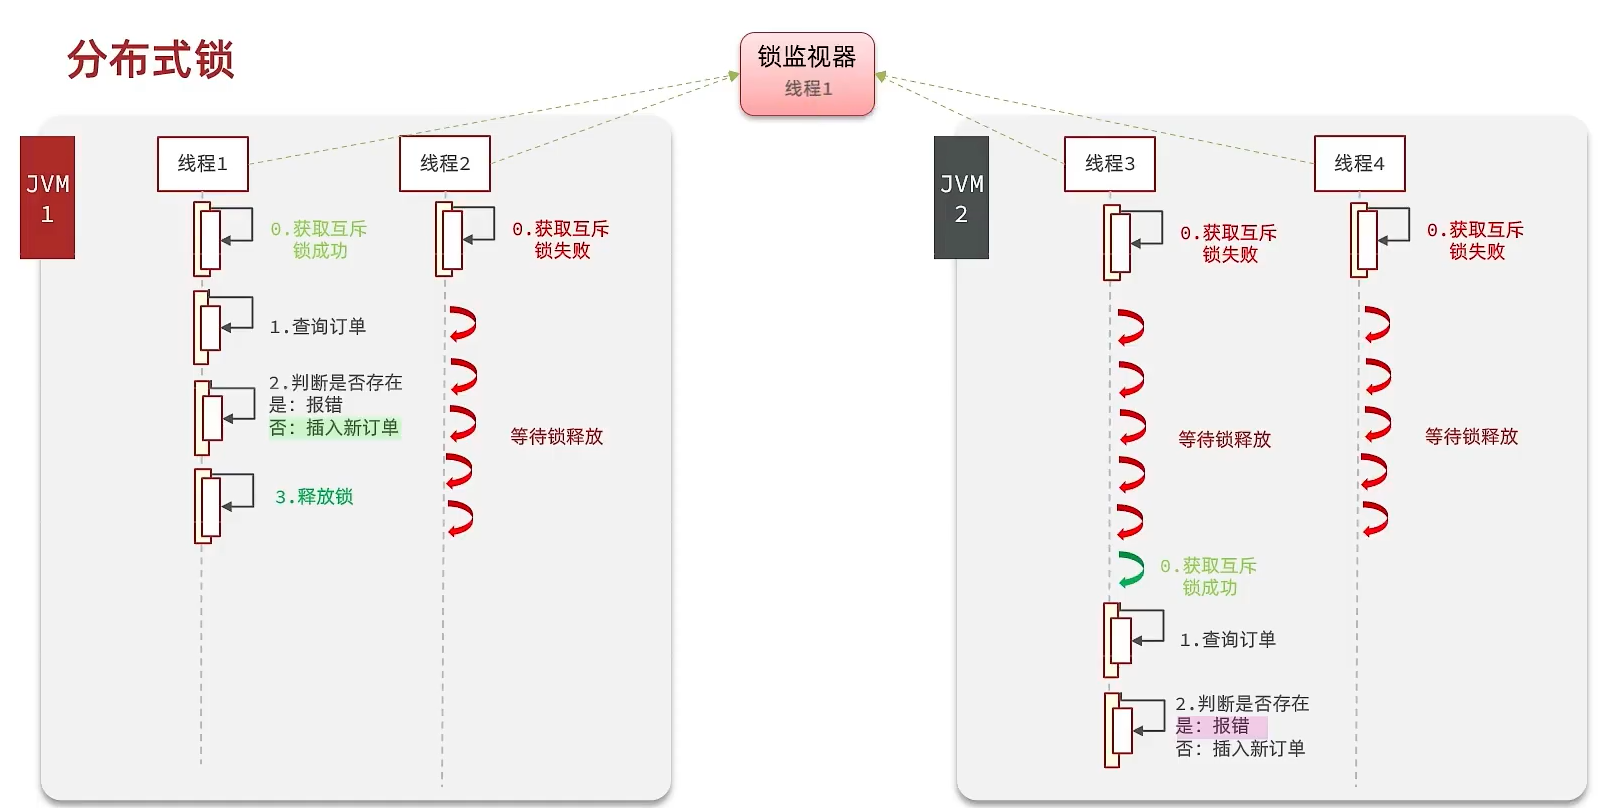 分布式锁
锁监视器
线程1
JVM
1
线程1
0.获取互斥
锁成功
1.查询订单
2.判断是否存在
是：报错
否：插入新订单
3.释放锁
线程2
0.获取互斥
锁失败
等待锁释放
JVM
2
线程3
0.获取互斥
锁失败
等待锁释放
0.获取互斥
锁成功
1.查询订单
2.判断是否存在
是：报错
否：插入新订单
线程4
0.获取互斥
锁失败
等待锁释放